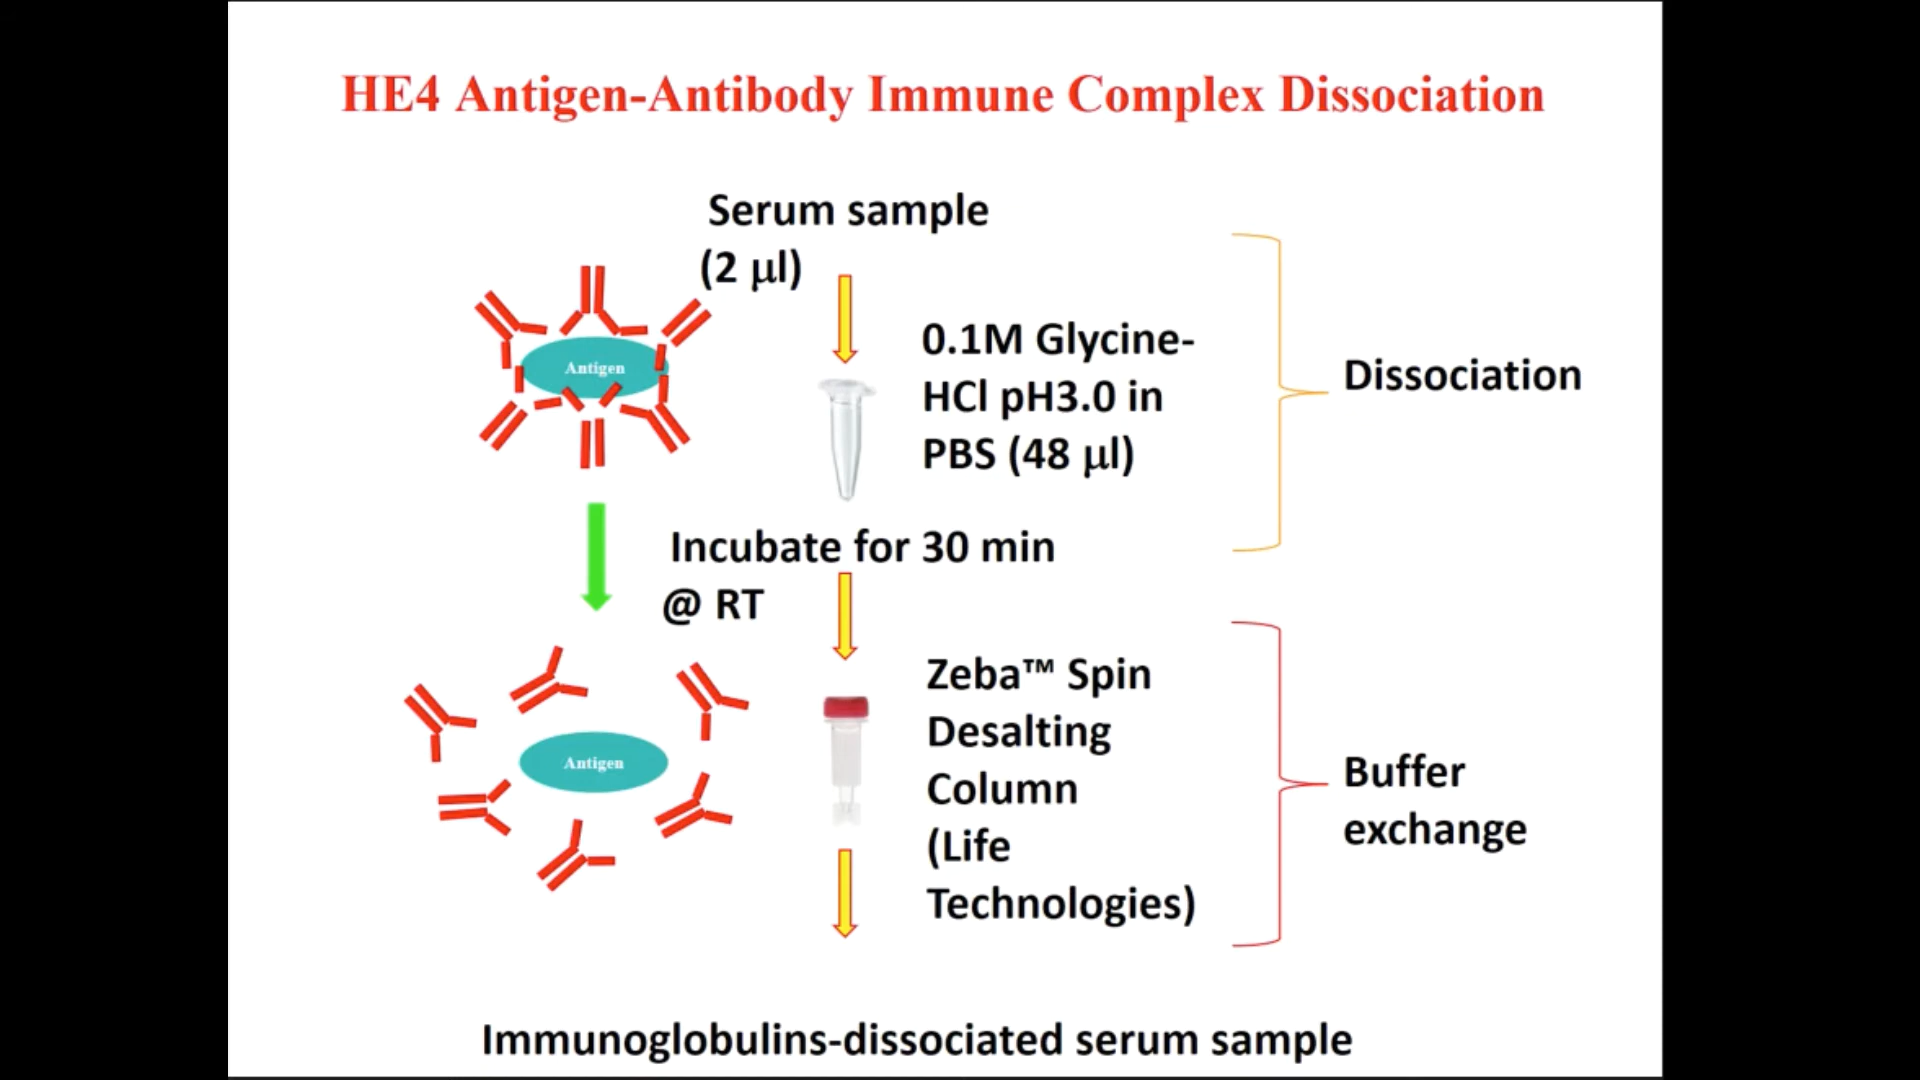 HE4 Antigen-Antibody Immune Complex Dissociation
Serum sample
(2 µl)
Antigen
0.1M Glycine-
HCl pH3.0 in
PBS (48 µl)
Dissociation
Incubate for 30 min
@ RT
Antigen
Zeba™ Spin
Desalting
Column
(Life
Technologies)
Buffer
exchange
Immunoglobulins-dissociated serum sample